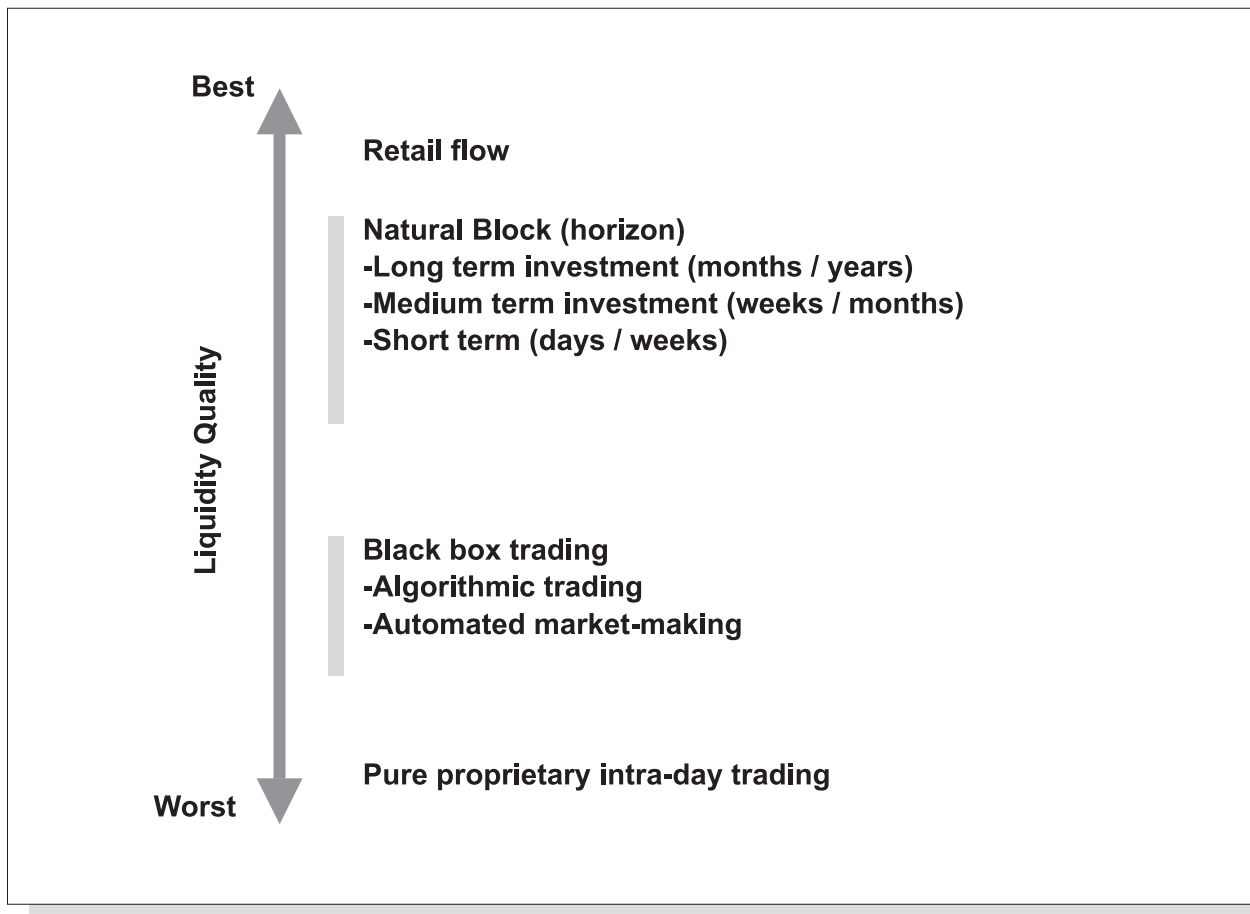 Best
Retail flow
Natural Block (horizon)
-Long term investment (months / years)
-Medium term investment (weeks / months)
-Short term (days / weeks)
Liquidity Quality
Black box trading
-Algorithmic trading
-Automated market-making
Pure proprietary intra-day trading
Worst